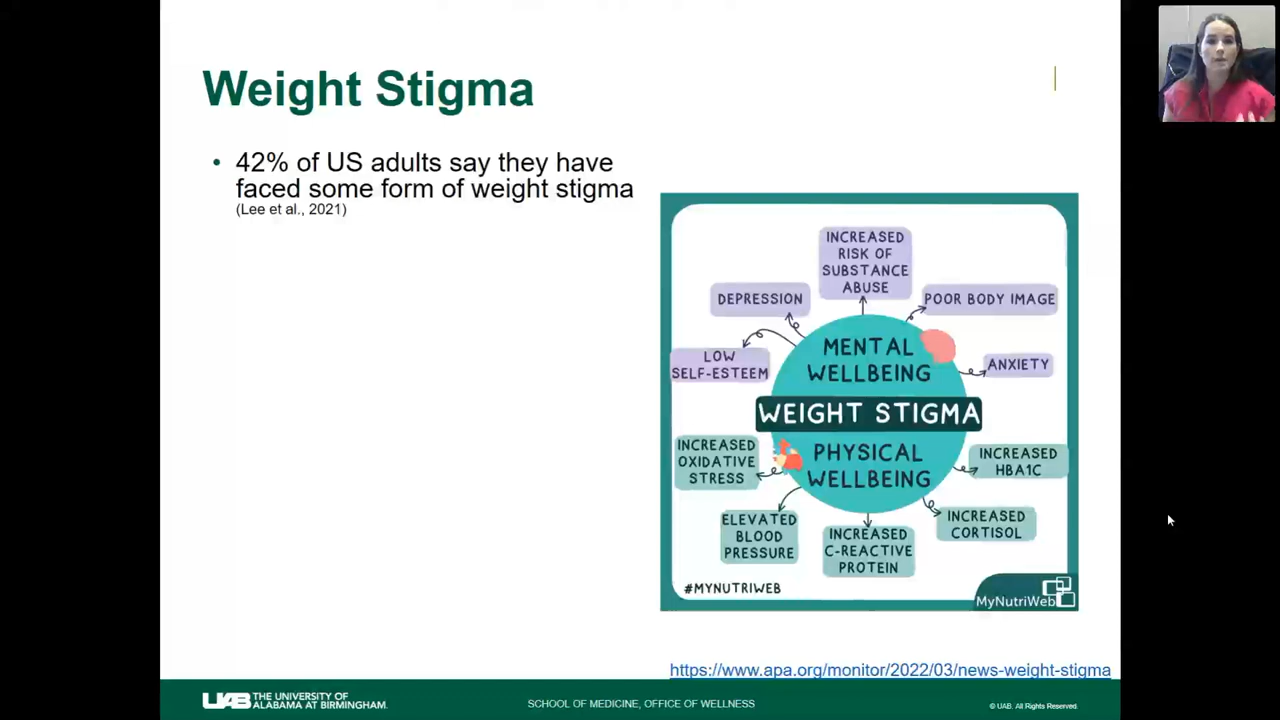 Weight Stigma
• 42% of US adults say they have
faced some form of weight stigma
(Lee et al., 2021)
INCREASED
RISK OF
SUBSTANCE
ABUSE
DEPRESSION
POOR BODY IMAGE
LOW
SELF-ESTEEM
MENTAL
WELLBEING
ANXIETY
WEIGHT STIGMA
INCREASED
OXIDATIVE
STRESS
PHYSICAL
WELLBEING
INCREASED
HBA1C
ELEVATED
BLOOD
PRESSURE
INCREASED
C-REACTIVE
PROTEIN
INCREASED
CORTISOL
#MYNUTRIWEB
MyNutriWeb
https://www.apa.org/monitor/2022/03/news-weight-stigma
UAB THE UNIVERSITY OF
ALABAMA AT BIRMINGHAM.
SCHOOL OF MEDICINE, OFFICE OF WELLNESS
© UAB. All Rights Reserved.